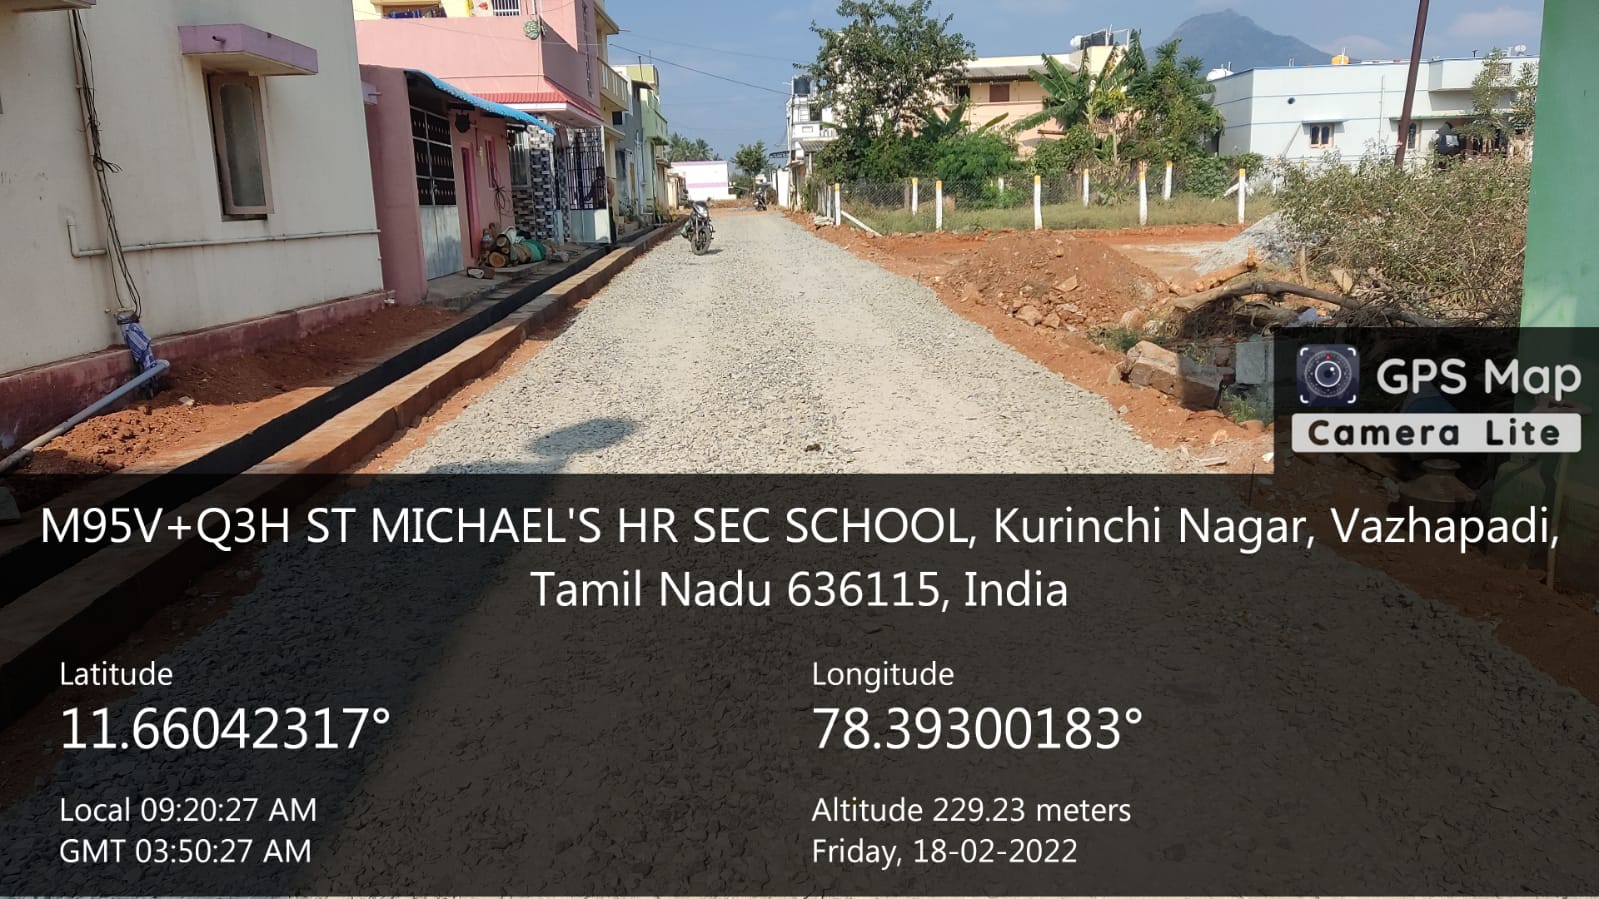 GPS Map
Camera Lite
M95V+Q3H ST MICHAEL'S HR SEC SCHOOL, Kurinchi Nagar, Vazhapadi,
Tamil Nadu 636115, India
Latitude
11.66042317°
Longitude
78.39300183°
Local 09:20:27 AM
GMT 03:50:27 AM
Altitude 229.23 meters
Friday, 18-02-2022